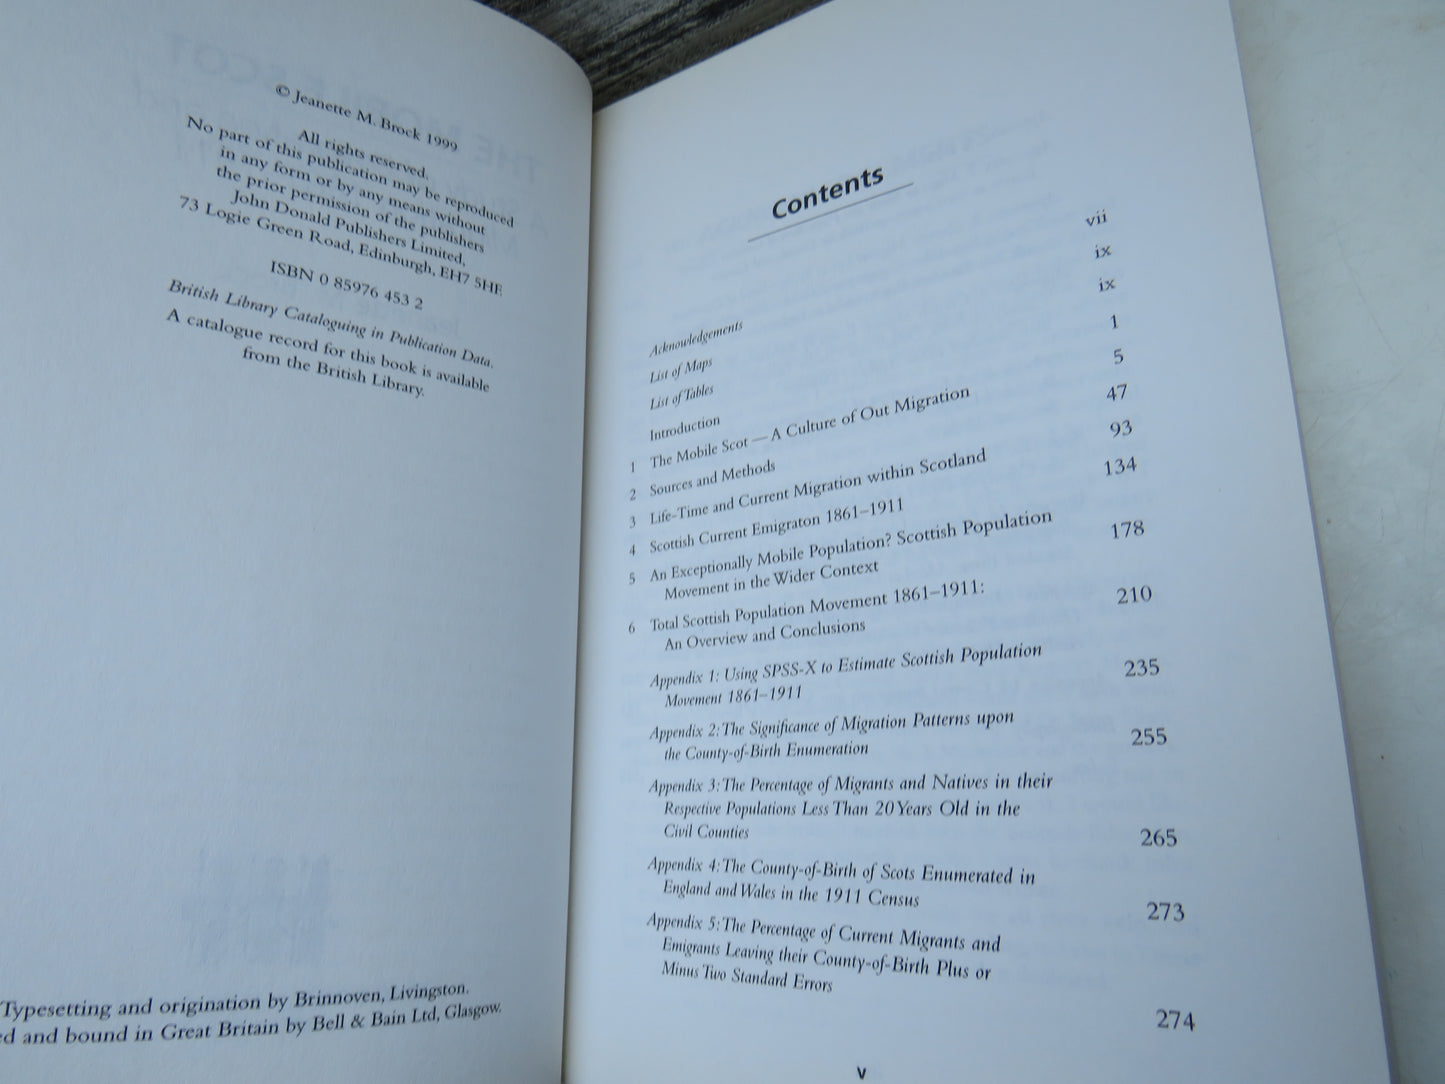 © Jeanette M. Brock 1999
All rights reserved.
No part of this publication may be reproduced
in any form or by any means without
the prior permission of the publishers
John Donald Publishers Limited,
73 Logie Green Road, Edinburgh, EH7 5HF.
ISBN 0 85976 453 2
British Library Cataloguing in Publication Data.
A catalogue record for this book is available
from the British Library.
Typesetting and origination by Brinnoven, Livingston.
and bound in Great Britain by Bell & Bain Ltd, Glasgow.
Contents
Acknowledgements vii
List of Maps ix
List of Tables ix
Introduction 1
1 The Mobile Scot — A Culture of Out Migration 5
2 Sources and Methods 47
3 Life-Time and Current Migration within Scotland 93
4 Scottish Current Emigraton 1861–1911 134
5 An Exceptionally Mobile Population? Scottish Population
Movement in the Wider Context 178
6 Total Scottish Population Movement 1861–1911:
An Overview and Conclusions 210
Appendix 1: Using SPSS-X to Estimate Scottish Population
Movement 1861–1911 235
Appendix 2: The Significance of Migration Patterns upon
the County-of-Birth Enumeration 255
Appendix 3: The Percentage of Migrants and Natives in their
Respective Populations Less Than 20 Years Old in the
Civil Counties 265
Appendix 4: The County-of-Birth of Scots Enumerated in
England and Wales in the 1911 Census 273
Appendix 5: The Percentage of Current Migrants and
Emigrants Leaving their County-of-Birth Plus or
Minus Two Standard Errors 274
v